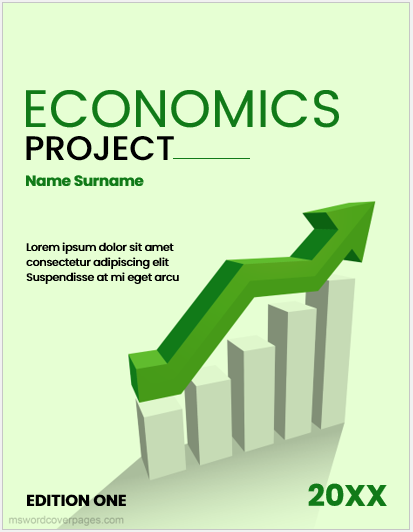 ECONOMICS
PROJECT
Name Surname
Lorem ipsum dolor sit amet
consectetur adipiscing elit
Suspendisse at mi eget arcu
EDITION ONE
20XX
mswordcoverpages.com